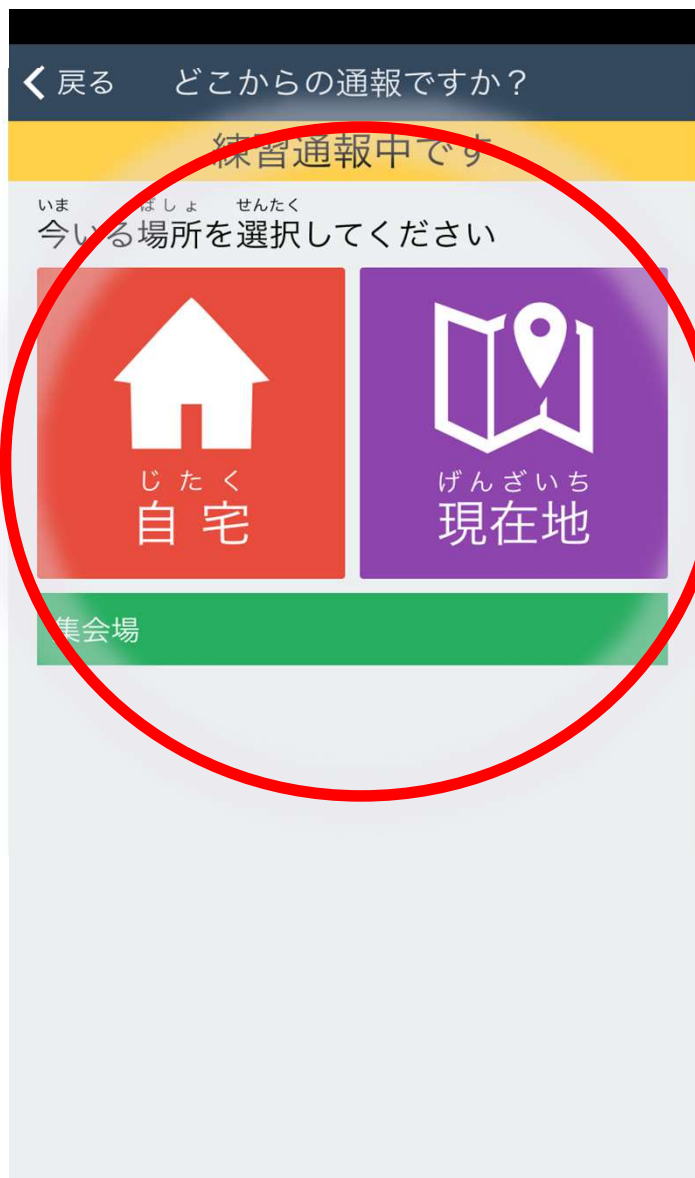 戻る どこからの通報ですか？
練習通報中です
いま ばしょ せんたく
今いる場所を選択してください
じたく げんざいち
自宅 現在地
集会場